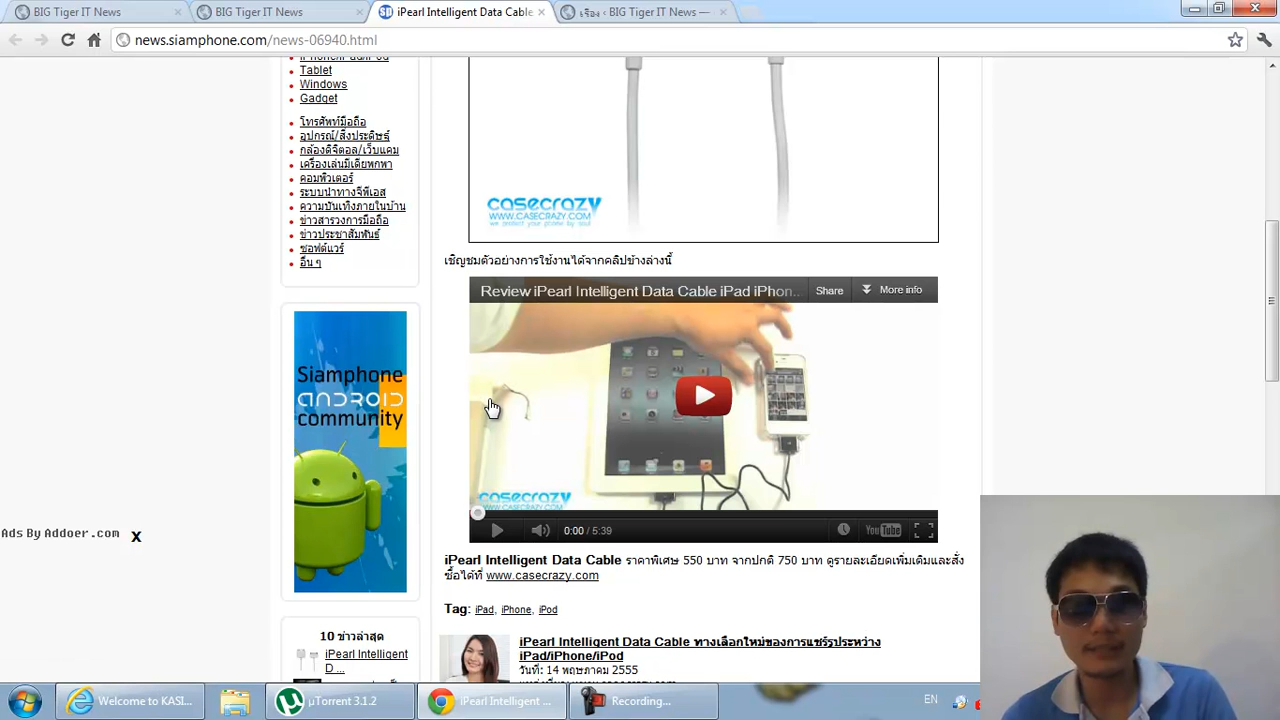 BIG Tiger IT News
BIG Tiger IT News
iPearl Intelligent Data Cable
เรื่อง ‹ BIG Tiger IT News —
news.siamphone.com/news-06940.html
Tablet
Windows
Gadget
โทรศัพท์มือถือ
อุปกรณ์/สิ่งประดิษฐ์
กล้องดิจิตอล/เว็บแคม
เครื่องเล่นมีเดียพกพา
คอมพิวเตอร์
ระบบนำทางจีพีเอส
ความบันเทิงภายในบ้าน
ข่าวสารวงการมือถือ
ข่าวประชาสัมพันธ์
ซอฟต์แวร์
อื่น ๆ
casecrazy
WWW.CASECRAZY.COM
we protect your phone by soul
เชิญชมตัวอย่างการใช้งานได้จากคลิปข้างล่างนี้
Review iPearl Intelligent Data Cable iPad iPhon...
Share
More info
casecrazy
0:00 / 5:39
YouTube
Siamphone
ANDROID
community
Ads By Addoer.com x
iPearl Intelligent Data Cable ราคาพิเศษ 550 บาท จากปกติ 750 บาท ดูรายละเอียดเพิ่มเติมและสั่ง
ซื้อได้ที่ www.casecrazy.com
Tag: iPad, iPhone, iPod
10 ข่าวล่าสุด
iPearl Intelligent
D ...
iPearl Intelligent Data Cable ทางเลือกใหม่ของการแชร์รูประหว่าง
iPad/iPhone/iPod
วันที่: 14 พฤษภาคม 2555
Welcome to KASI...
µTorrent 3.1.2
iPearl Intelligent ...
Recording...
EN